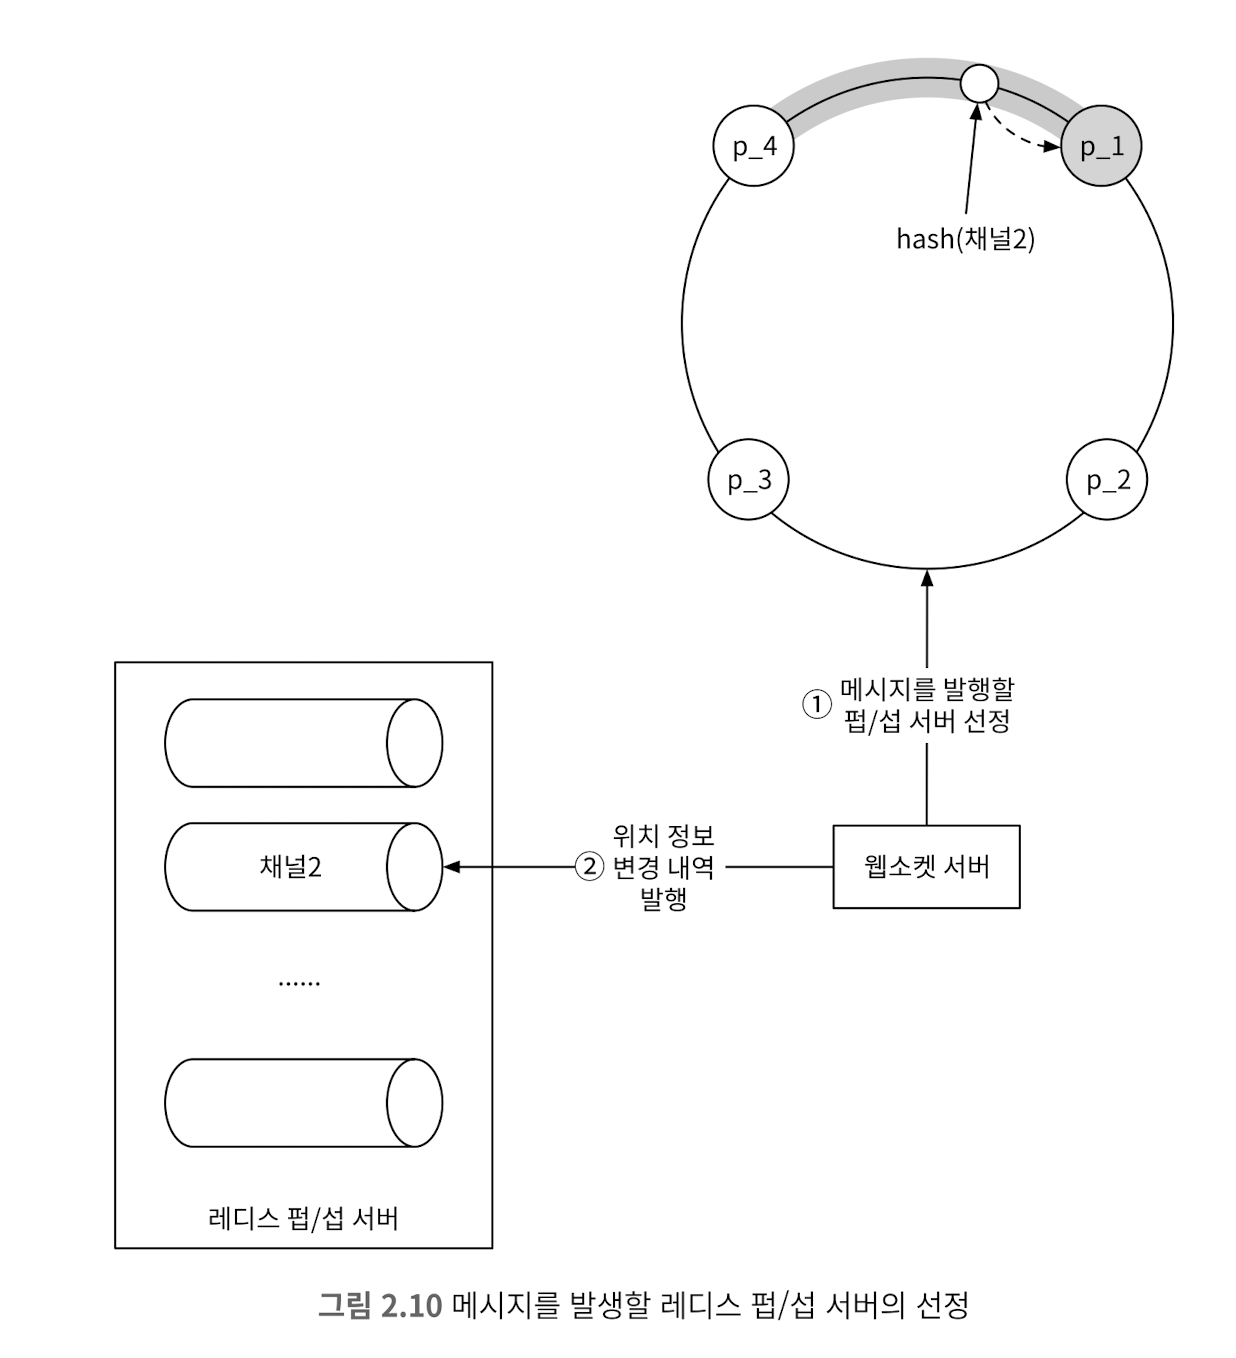 p_4
p_1
hash(채널2)
p_3
p_2
① 메시지를 발행할
펍/섭 서버 선정
위치 정보
② 변경 내역
발행
웹소켓 서버
채널2
······
레디스 펍/섭 서버
그림 2.10 메시지를 발생할 레디스 펍/섭 서버의 선정